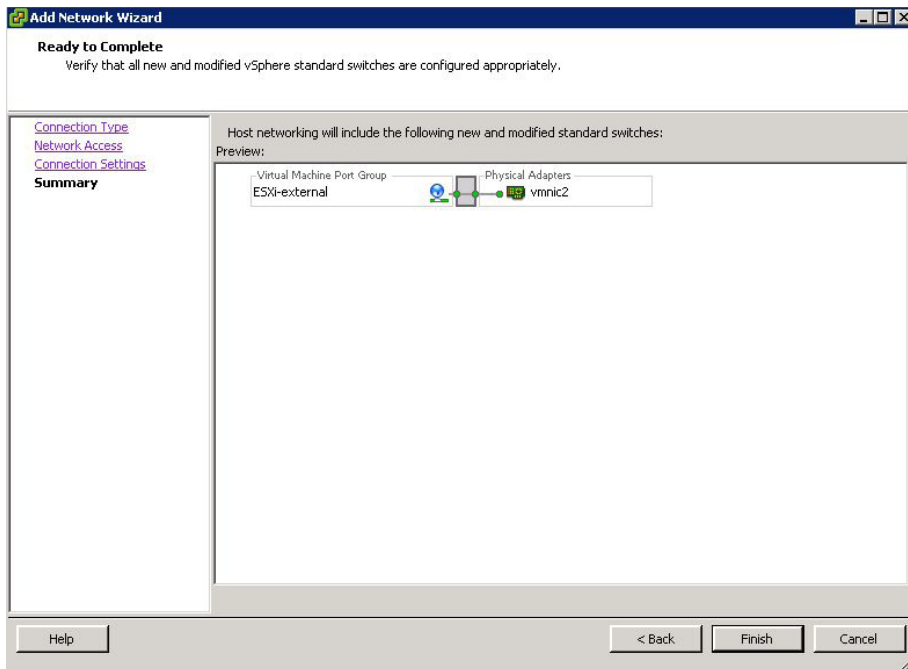 Add Network Wizard
Ready to Complete
Verify that all new and modified vSphere standard switches are configured appropriately.
Connection Type
Network Access
Connection Settings
Summary
Host networking will include the following new and modified standard switches:
Preview:
Virtual Machine Port Group
Physical Adapters
ESXi-external
vmnic2
Help
< Back
Finish
Cancel